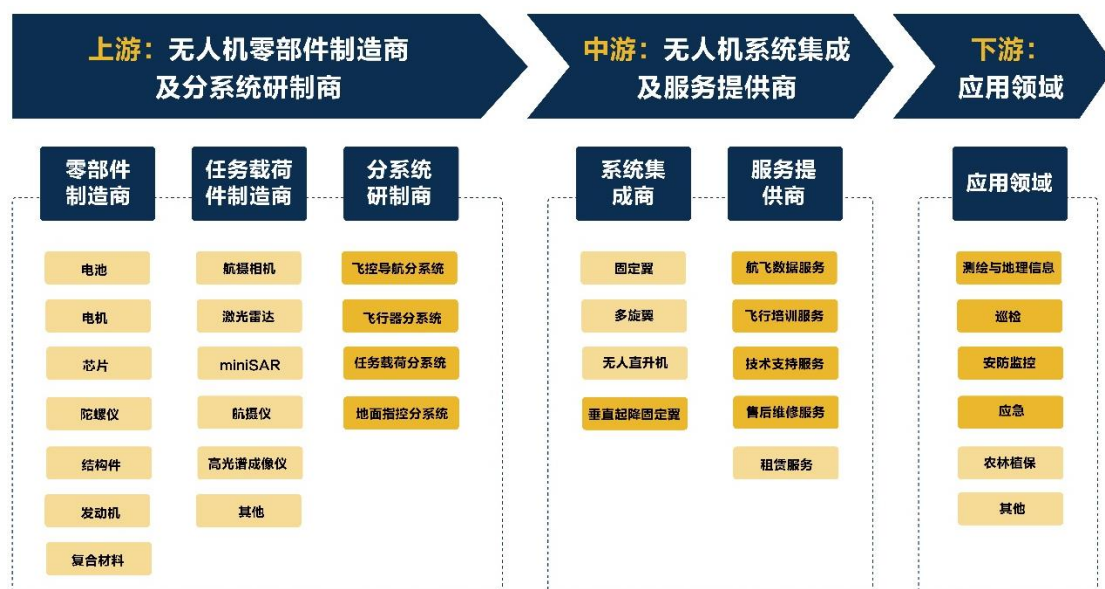 上游：无人机零部件制造商
及分系统研制商
中游：无人机系统集成
及服务提供商
下游：
应用领域
零部件
制造商
电池
电机
芯片
陀螺仪
结构件
发动机
复合材料
任务载荷
件制造商
航摄相机
激光雷达
miniSAR
航摄仪
高光谱成像仪
其他
分系统
研制商
飞控导航分系统
飞行器分系统
任务载荷分系统
地面指控分系统
系统集
成商
固定翼
多旋翼
无人直升机
垂直起降固定翼
服务提
供商
航飞数据服务
飞行培训服务
技术支持服务
售后维修服务
租赁服务
应用领域
测绘与地理信息
巡检
安防监控
应急
农林植保
其他